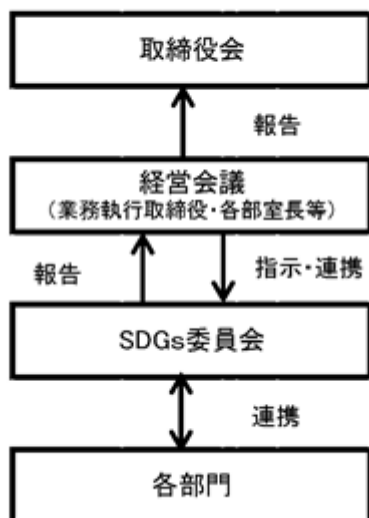 取締役会
報告
経営会議
(業務執行取締役・各部室長等)
報告
指示・連携
SDGs委員会
連携
各部門